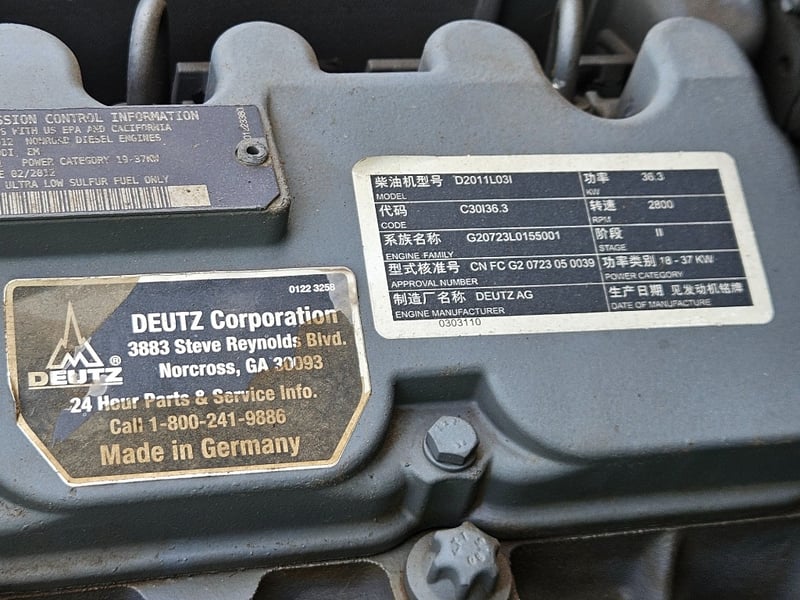 SSION CONTROL INFORMATION
S WITH US EPA AND CALIFORNIA
12 NONROAD DIESEL ENGINES
EM
POWER CATEGORY 19-37KW
E 02/2012
ULTRA LOW SULFUR FUEL ONLY
0122 3258
DEUTZ Corporation
3883 Steve Reynolds Blvd.
Norcross, GA 30093
DEUTZ®
24 Hour Parts & Service Info.
Call 1-800-241-9886
Made in Germany
柴油机型号 D2011L03I 功率 36.3
MODEL KW
代码 C30I36.3 转速 2800
CODE RPM
系族名称 G20723L0155001 阶段 II
ENGINE FAMILY STAGE
型式核准号 CN FC G2 0723 05 0039 功率类别 18 - 37 KW
APPROVAL NUMBER POWER CATEGORY
制造厂名称 DEUTZ AG 生产日期 见发动机铭牌
ENGINE MANUFACTURER DATE OF MANUFACTURE
0303110